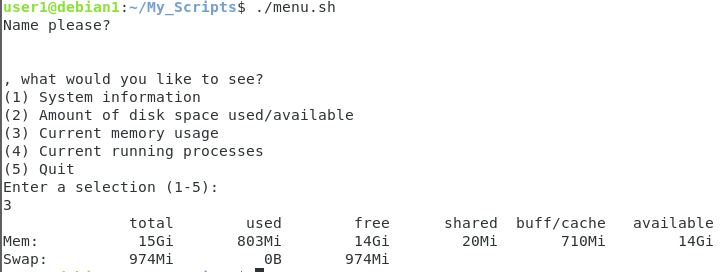 user1@debian1:~/My_Scripts$ ./menu.sh
Name please?
, what would you like to see?
(1) System information
(2) Amount of disk space used/available
(3) Current memory usage
(4) Current running processes
(5) Quit
Enter a selection (1-5):
3
total used free shared buff/cache available
Mem: 15Gi 803Mi 14Gi 20Mi 710Mi 14Gi
Swap: 974Mi 0B 974Mi